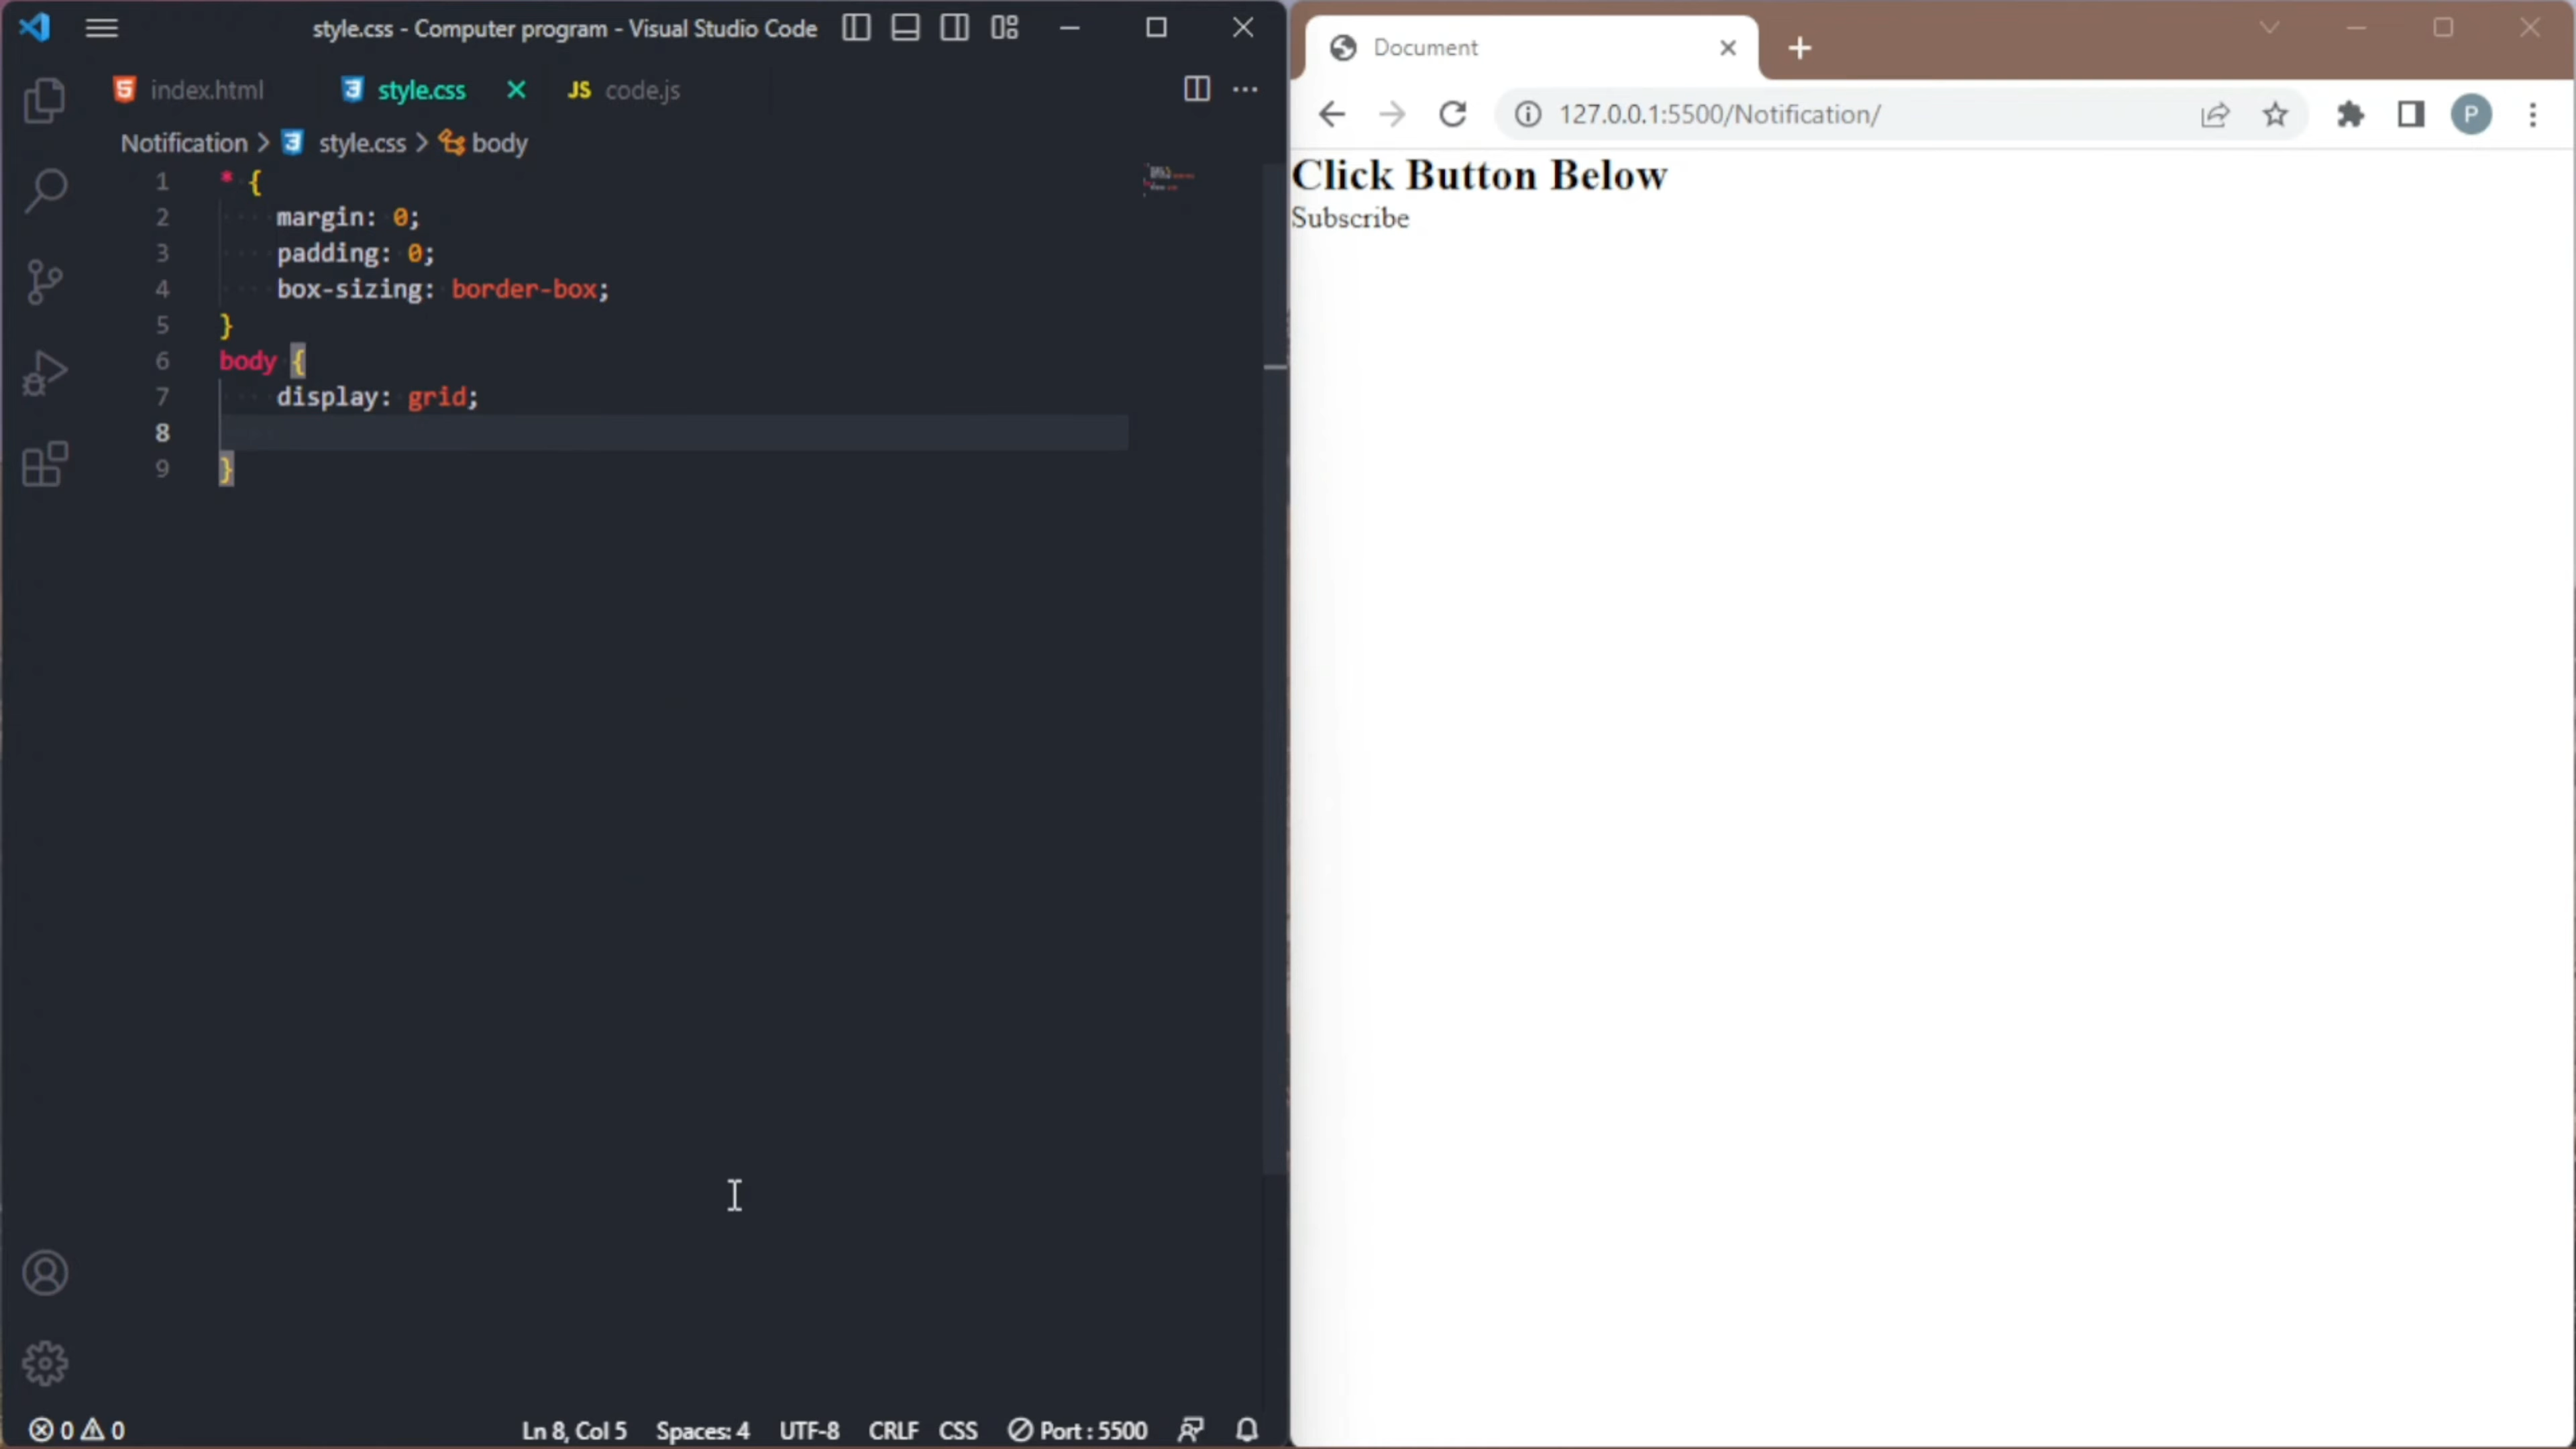 style.css - Computer program - Visual Studio Code
index.html style.css JS code.js
Notification > style.css > body
1 * {
2 margin: 0;
3 padding: 0;
4 box-sizing: border-box;
5 }
6 body {
7 display: grid;
8
9 }
0 0 Ln 8, Col 5 Spaces: 4 UTF-8 CRLF CSS Port : 5500
Document
127.0.0.1:5500/Notification/ P
Click Button Below
Subscribe